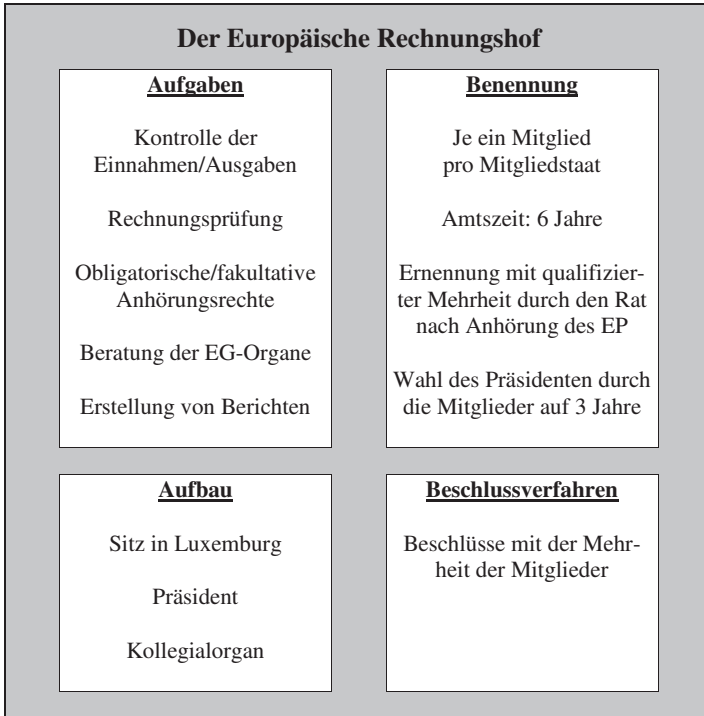 Der Europäische Rechnungshof
Aufgaben
Kontrolle der
Einnahmen/Ausgaben
Rechnungsprüfung
Obligatorische/fakultative
Anhörungsrechte
Beratung der EG-Organe
Erstellung von Berichten
Benennung
Je ein Mitglied
pro Mitgliedstaat
Amtszeit: 6 Jahre
Ernennung mit qualifizier-
ter Mehrheit durch den Rat
nach Anhörung des EP
Wahl des Präsidenten durch
die Mitglieder auf 3 Jahre
Aufbau
Sitz in Luxemburg
Präsident
Kollegialorgan
Beschlussverfahren
Beschlüsse mit der Mehr-
heit der Mitglieder